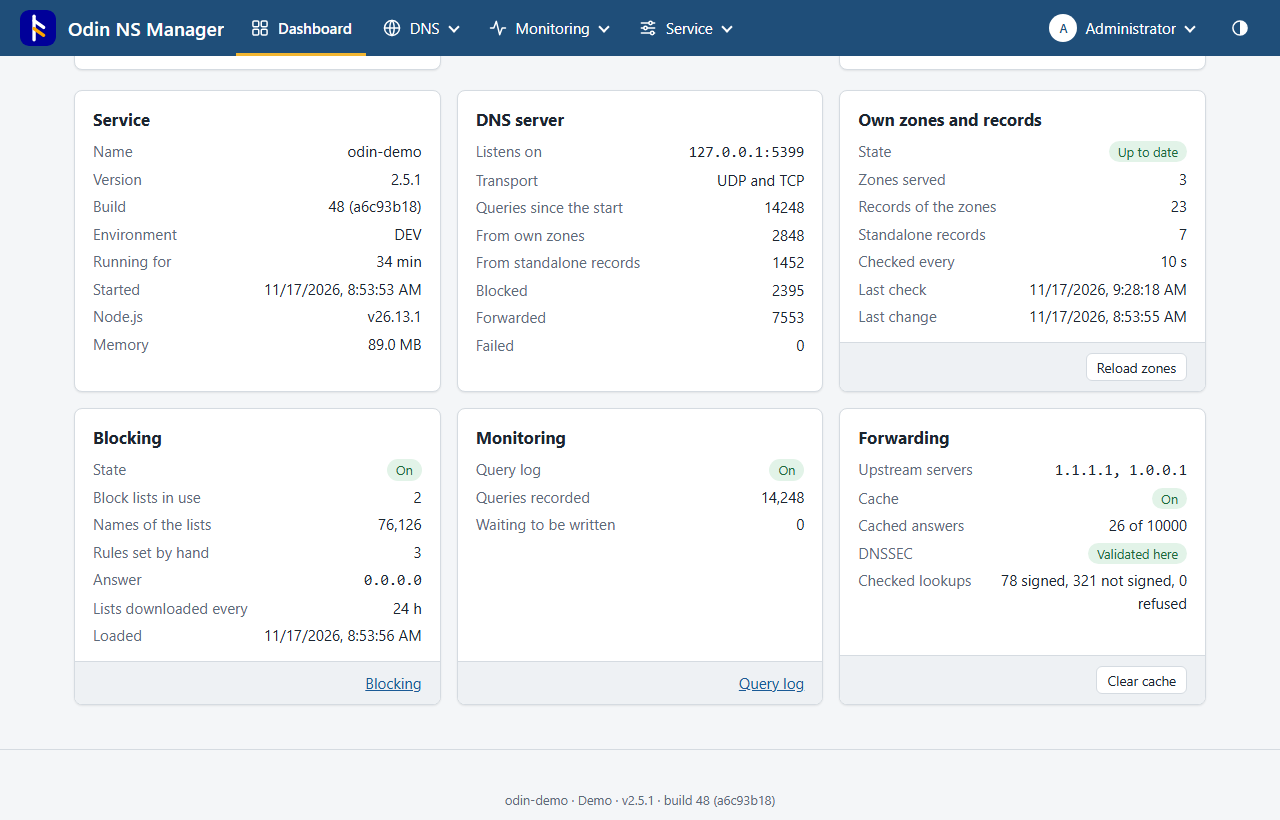 Odin NS Manager Dashboard DNS Monitoring Service A Administrator
Service
Name odin-demo
Version 2.5.1
Build 48 (a6c93b18)
Environment DEV
Running for 34 min
Started 11/17/2026, 8:53:53 AM
Node.js v26.13.1
Memory 89.0 MB
DNS server
Listens on 127.0.0.1:5399
Transport UDP and TCP
Queries since the start 14248
From own zones 2848
From standalone records 1452
Blocked 2395
Forwarded 7553
Failed 0
Own zones and records
State Up to date
Zones served 3
Records of the zones 23
Standalone records 7
Checked every 10 s
Last check 11/17/2026, 9:28:18 AM
Last change 11/17/2026, 8:53:55 AM
Reload zones
Blocking
State On
Block lists in use 2
Names of the lists 76,126
Rules set by hand 3
Answer 0.0.0.0
Lists downloaded every 24 h
Loaded 11/17/2026, 8:53:56 AM
Blocking
Monitoring
Query log On
Queries recorded 14,248
Waiting to be written 0
Query log
Forwarding
Upstream servers 1.1.1.1, 1.0.0.1
Cache On
Cached answers 26 of 10000
DNSSEC Validated here
Checked lookups 78 signed, 321 not signed, 0
refused
Clear cache
odin-demo · Demo · v2.5.1 · build 48 (a6c93b18)